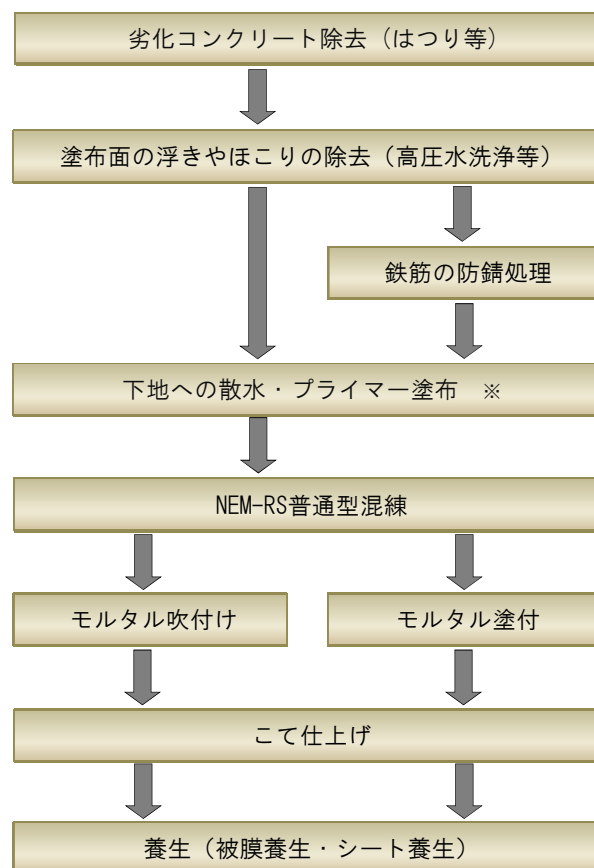 劣化コンクリート除去（はつり等）
塗布面の浮きやほこりの除去（高圧水洗浄等）
鉄筋の防錆処理
下地への散水・プライマー塗布　※
NEM-RS普通型混練
モルタル吹付け
モルタル塗付
こて仕上げ
養生（被膜養生・シート養生）